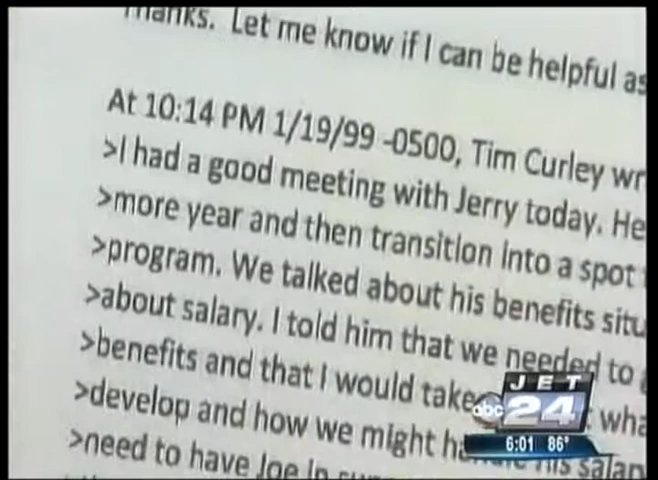 Thanks. Let me know if I can be helpful as
At 10:14 PM 1/19/99 -0500, Tim Curley wr
>I had a good meeting with Jerry today. He
>more year and then transition into a spot
>program. We talked about his benefits situ
>about salary. I told him that we needed to
>benefits and that I would take wha
>develop and how we might his salar
>need to have Joe in
JET
abc 24
6:01 86°